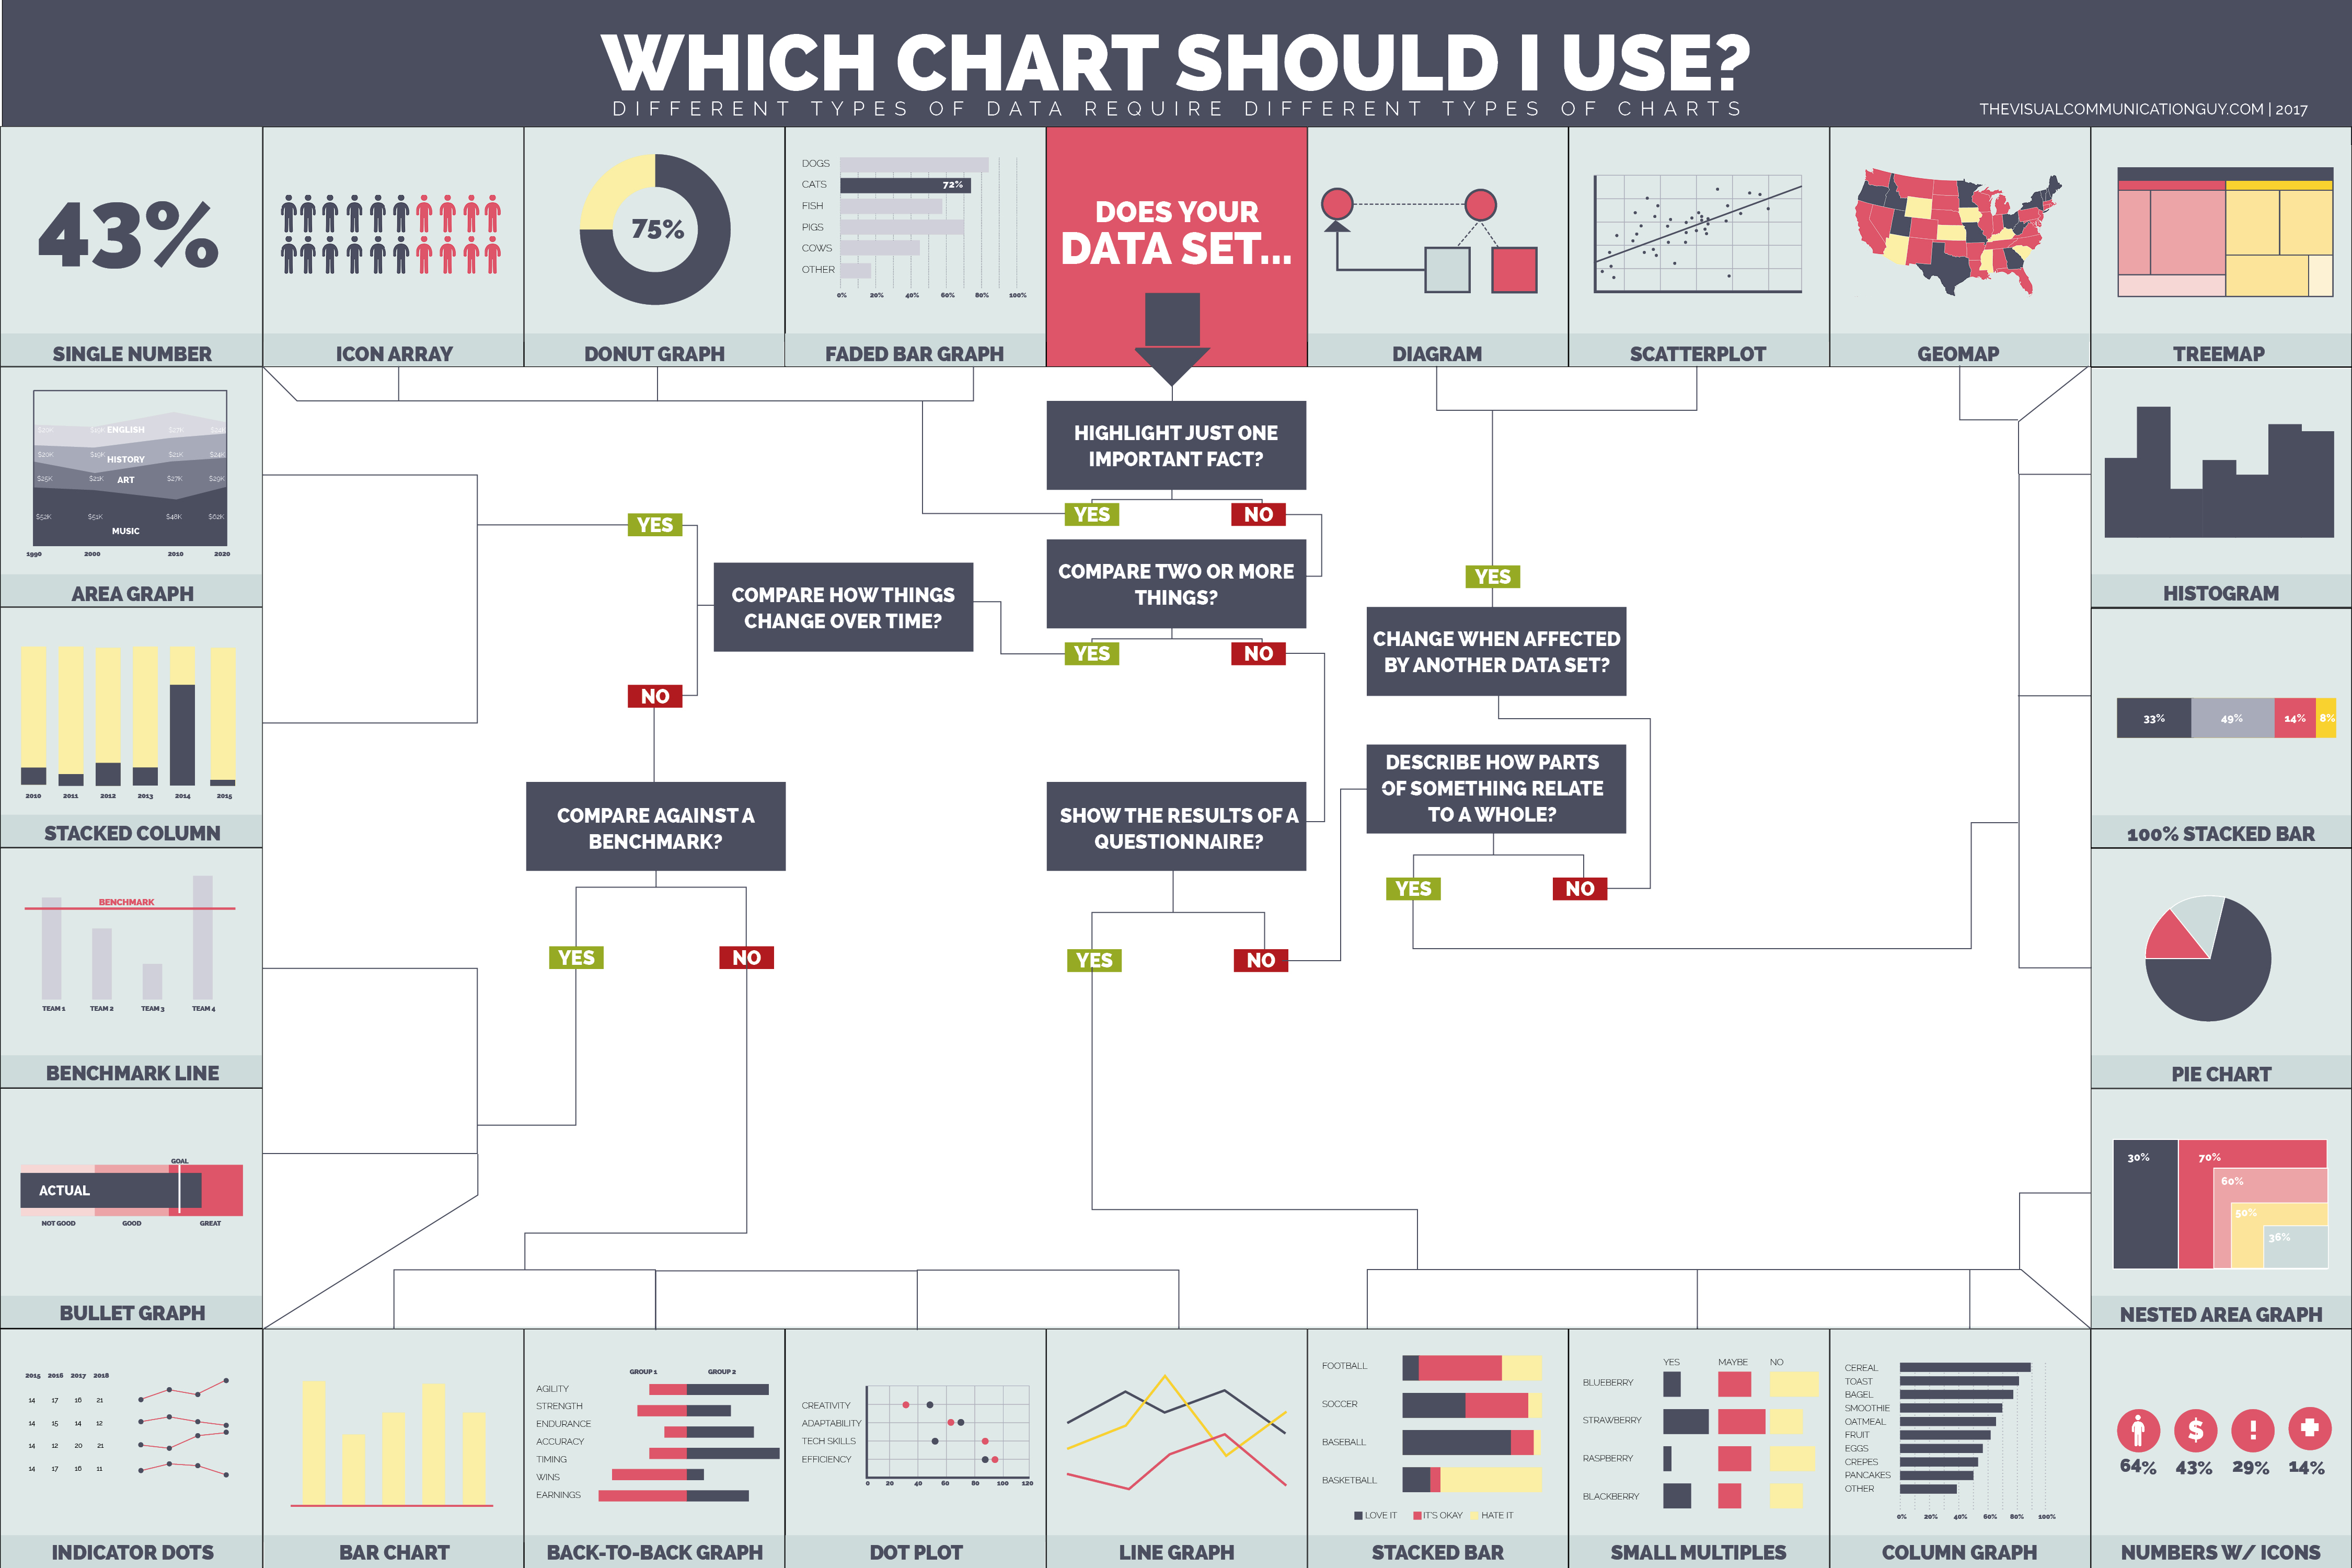 WHICH CHART SHOULD I USE?
DIFFERENT TYPES OF DATA REQUIRE DIFFERENT TYPES OF CHARTS
THEVISUALCOMMUNICATIONGUY.COM | 2017
43%
SINGLE NUMBER
ICON ARRAY
75%
DONUT GRAPH
DOGS
CATS
72%
FISH
PIGS
COWS
OTHER
0% 20% 40% 60% 80% 100%
FADED BAR GRAPH
DOES YOUR
DATA SET...
DIAGRAM
SCATTERPLOT
GEOMAP
TREEMAP
ENGLISH
$20K $19K $21K $24K
HISTORY
$25K $21K $27K $29K
ART
$52K $51K $48K $62K
MUSIC
1990 2000 2010 2020
AREA GRAPH
2010 2011 2012 2013 2014 2015
STACKED COLUMN
BENCHMARK
TEAM 1 TEAM 2 TEAM 3 TEAM 4
BENCHMARK LINE
GOAL
ACTUAL
NOT GOOD GOOD GREAT
BULLET GRAPH
HIGHLIGHT JUST ONE
IMPORTANT FACT?
YES
NO
COMPARE TWO OR MORE
THINGS?
YES
NO
COMPARE HOW THINGS
CHANGE OVER TIME?
YES
NO
COMPARE AGAINST A
BENCHMARK?
YES
NO
SHOW THE RESULTS OF A
QUESTIONNAIRE?
YES
NO
YES
CHANGE WHEN AFFECTED
BY ANOTHER DATA SET?
DESCRIBE HOW PARTS
OF SOMETHING RELATE
TO A WHOLE?
YES
NO
HISTOGRAM
33% 49% 14% 8%
100% STACKED BAR
PIE CHART
30% 70%
60%
50%
36%
NESTED AREA GRAPH
2015 2016 2017 2018
14 17 16 21
14 15 14 12
14 12 20 21
14 17 16 11
INDICATOR DOTS
BAR CHART
GROUP 1 GROUP 2
AGILITY
STRENGTH
ENDURANCE
ACCURACY
TIMING
WINS
EARNINGS
BACK-TO-BACK GRAPH
CREATIVITY
ADAPTABILITY
TECH SKILLS
EFFICIENCY
0 20 40 60 80 100 120
DOT PLOT
LINE GRAPH
FOOTBALL
SOCCER
BASEBALL
BASKETBALL
LOVE IT IT'S OKAY HATE IT
STACKED BAR
YES MAYBE NO
BLUEBERRY
STRAWBERRY
RASPBERRY
BLACKBERRY
SMALL MULTIPLES
CEREAL
TOAST
BAGEL
SMOOTHIE
OATMEAL
FRUIT
EGGS
CREPES
PANCAKES
OTHER
0% 20% 40% 60% 80% 100%
COLUMN GRAPH
$ !
64% 43% 29% 14%
NUMBERS W/ ICONS